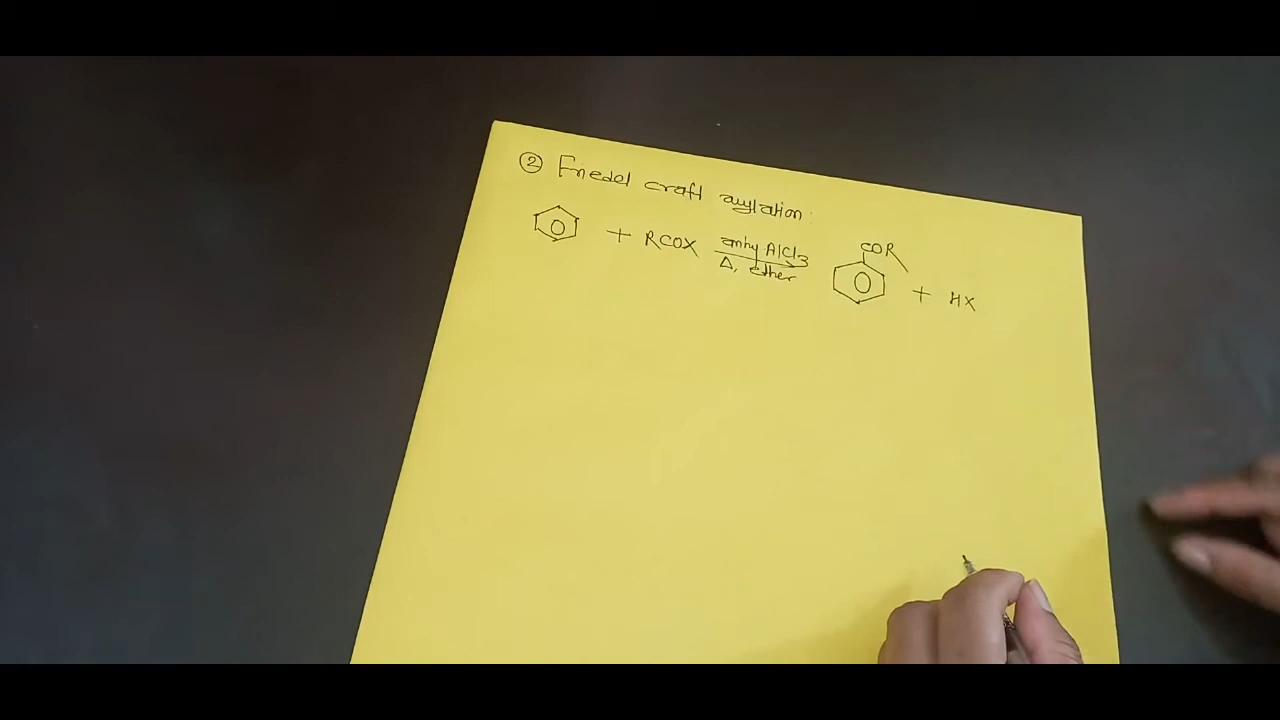 ② Friedel craft acylation:
+ RCOX anhy AlCl3 COR
Δ, ether + HX